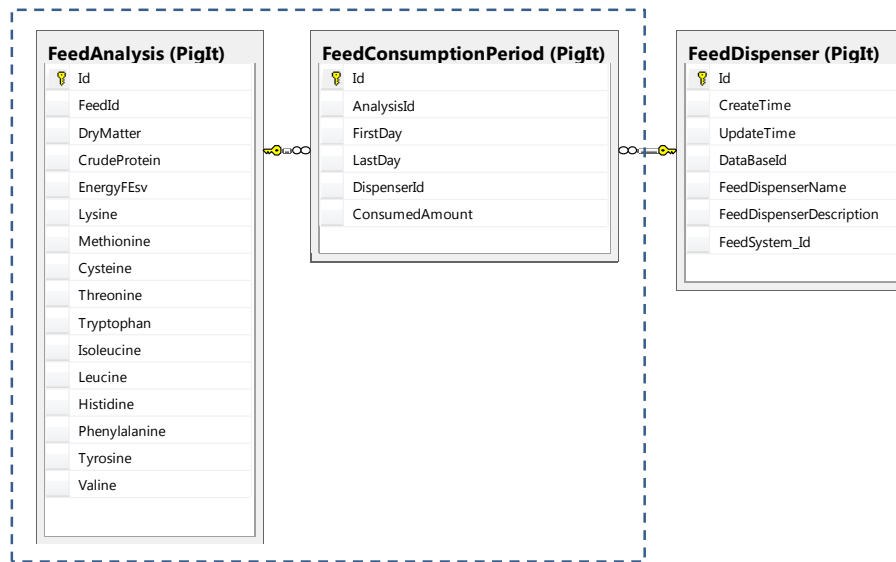 FeedAnalysis (PigIt)
Id
FeedId
DryMatter
CrudeProtein
EnergyFEsv
Lysine
Methionine
Cysteine
Threonine
Tryptophan
Isoleucine
Leucine
Histidine
Phenylalanine
Tyrosine
Valine
FeedConsumptionPeriod (PigIt)
Id
AnalysisId
FirstDay
LastDay
DispenserId
ConsumedAmount
FeedDispenser (PigIt)
Id
CreateTime
UpdateTime
DataBaseId
FeedDispenserName
FeedDispenserDescription
FeedSystem_Id